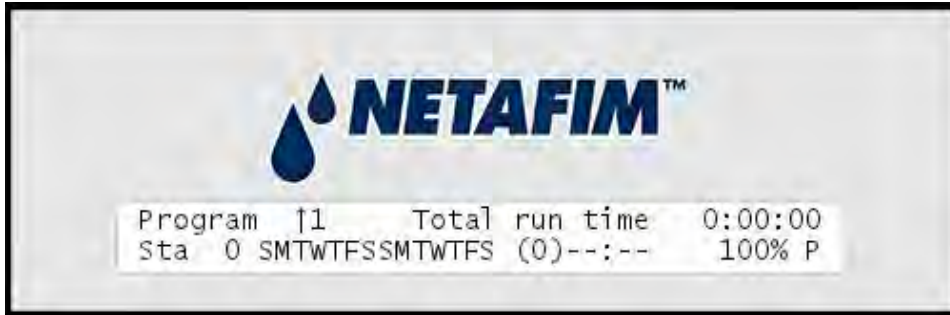 NETAFIM™
Program ↑1 Total run time 0:00:00
Sta 0 SMTWTFSSMTWTFS (0)--:-- 100% P